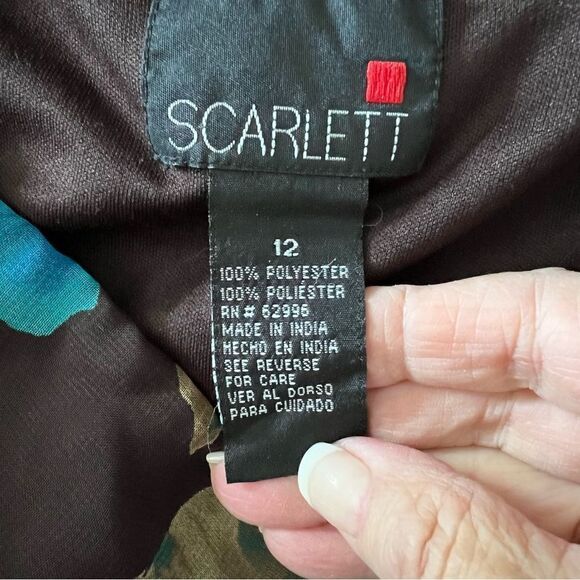 SCARLETT
12
100% POLYESTER
100% POLIÉSTER
RN# 62996
MADE IN INDIA
HECHO EN INDIA
SEE REVERSE
FOR CARE
VER AL DORSO
PARA CUIDADO